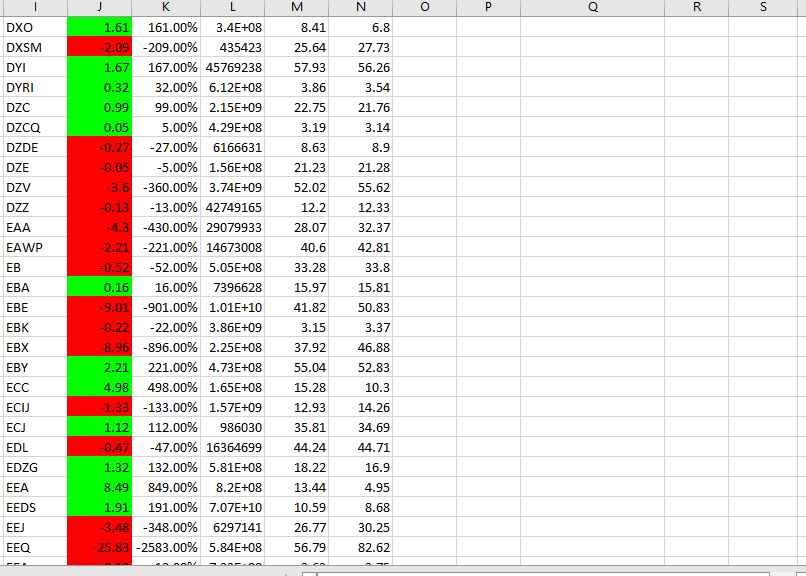 I J K L M N O P Q R S
DXO 1.61 161.00% 3.4E+08 8.41 6.8
DXSM -2.09 -209.00% 435423 25.64 27.73
DYI 1.67 167.00% 45769238 57.93 56.26
DYRI 0.32 32.00% 6.12E+08 3.86 3.54
DZC 0.99 99.00% 2.15E+09 22.75 21.76
DZCQ 0.05 5.00% 4.29E+08 3.19 3.14
DZDE -0.27 -27.00% 6166631 8.63 8.9
DZE -0.05 -5.00% 1.56E+08 21.23 21.28
DZV -3.6 -360.00% 3.74E+09 52.02 55.62
DZZ -0.13 -13.00% 42749165 12.2 12.33
EAA -4.3 -430.00% 29079933 28.07 32.37
EAWP -2.21 -221.00% 14673008 40.6 42.81
EB -0.52 -52.00% 5.05E+08 33.28 33.8
EBA 0.16 16.00% 7396628 15.97 15.81
EBE -9.01 -901.00% 1.01E+10 41.82 50.83
EBK -0.22 -22.00% 3.86E+09 3.15 3.37
EBX -8.96 -896.00% 2.25E+08 37.92 46.88
EBY 2.21 221.00% 4.73E+08 55.04 52.83
ECC 4.98 498.00% 1.65E+08 15.28 10.3
ECIJ -1.33 -133.00% 1.57E+09 12.93 14.26
ECJ 1.12 112.00% 986030 35.81 34.69
EDL -0.47 -47.00% 16364699 44.24 44.71
EDZG 1.32 132.00% 5.81E+08 18.22 16.9
EEA 8.49 849.00% 8.2E+08 13.44 4.95
EEDS 1.91 191.00% 7.07E+10 10.59 8.68
EEJ -3.48 -348.00% 6297141 26.77 30.25
EEQ -25.83 -2583.00% 5.84E+08 56.79 82.62